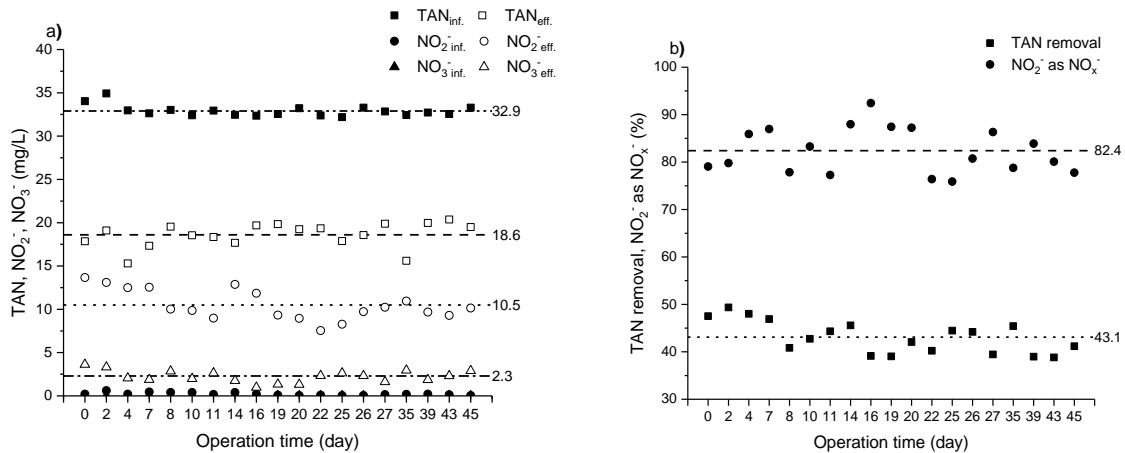 a)
TAN inf. TAN eff.
NO2- inf. NO2- eff.
NO3- inf. NO3- eff.
TAN, NO2-, NO3- (mg/L)
40
35
30
25
20
15
10
5
0
32.9
18.6
10.5
2.3
0 2 4 7 8 10 11 14 16 19 20 22 25 26 27 35 39 43 45
Operation time (day)
b)
TAN removal
NO2- as NOx-
TAN removal, NO2- as NOx- (%)
100
90
80
70
60
50
40
30
82.4
43.1
0 2 4 7 8 10 11 14 16 19 20 22 25 26 27 35 39 43 45
Operation time (day)